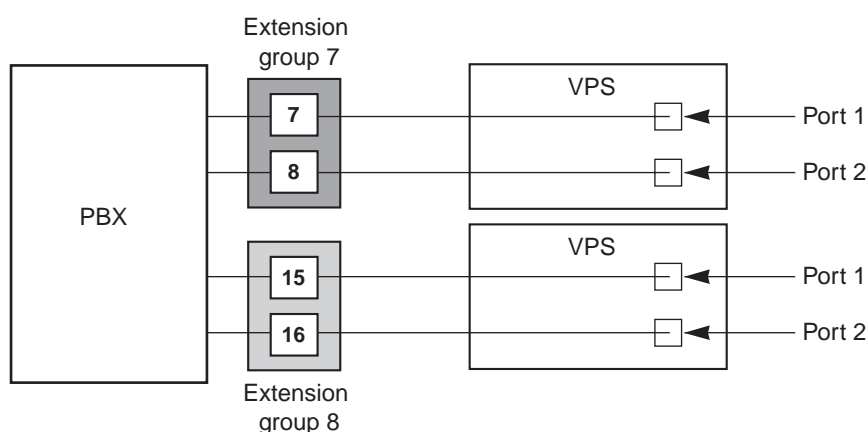 Extension
group 7
PBX
7
8
VPS
Port 1
Port 2
15
16
VPS
Port 1
Port 2
Extension
group 8